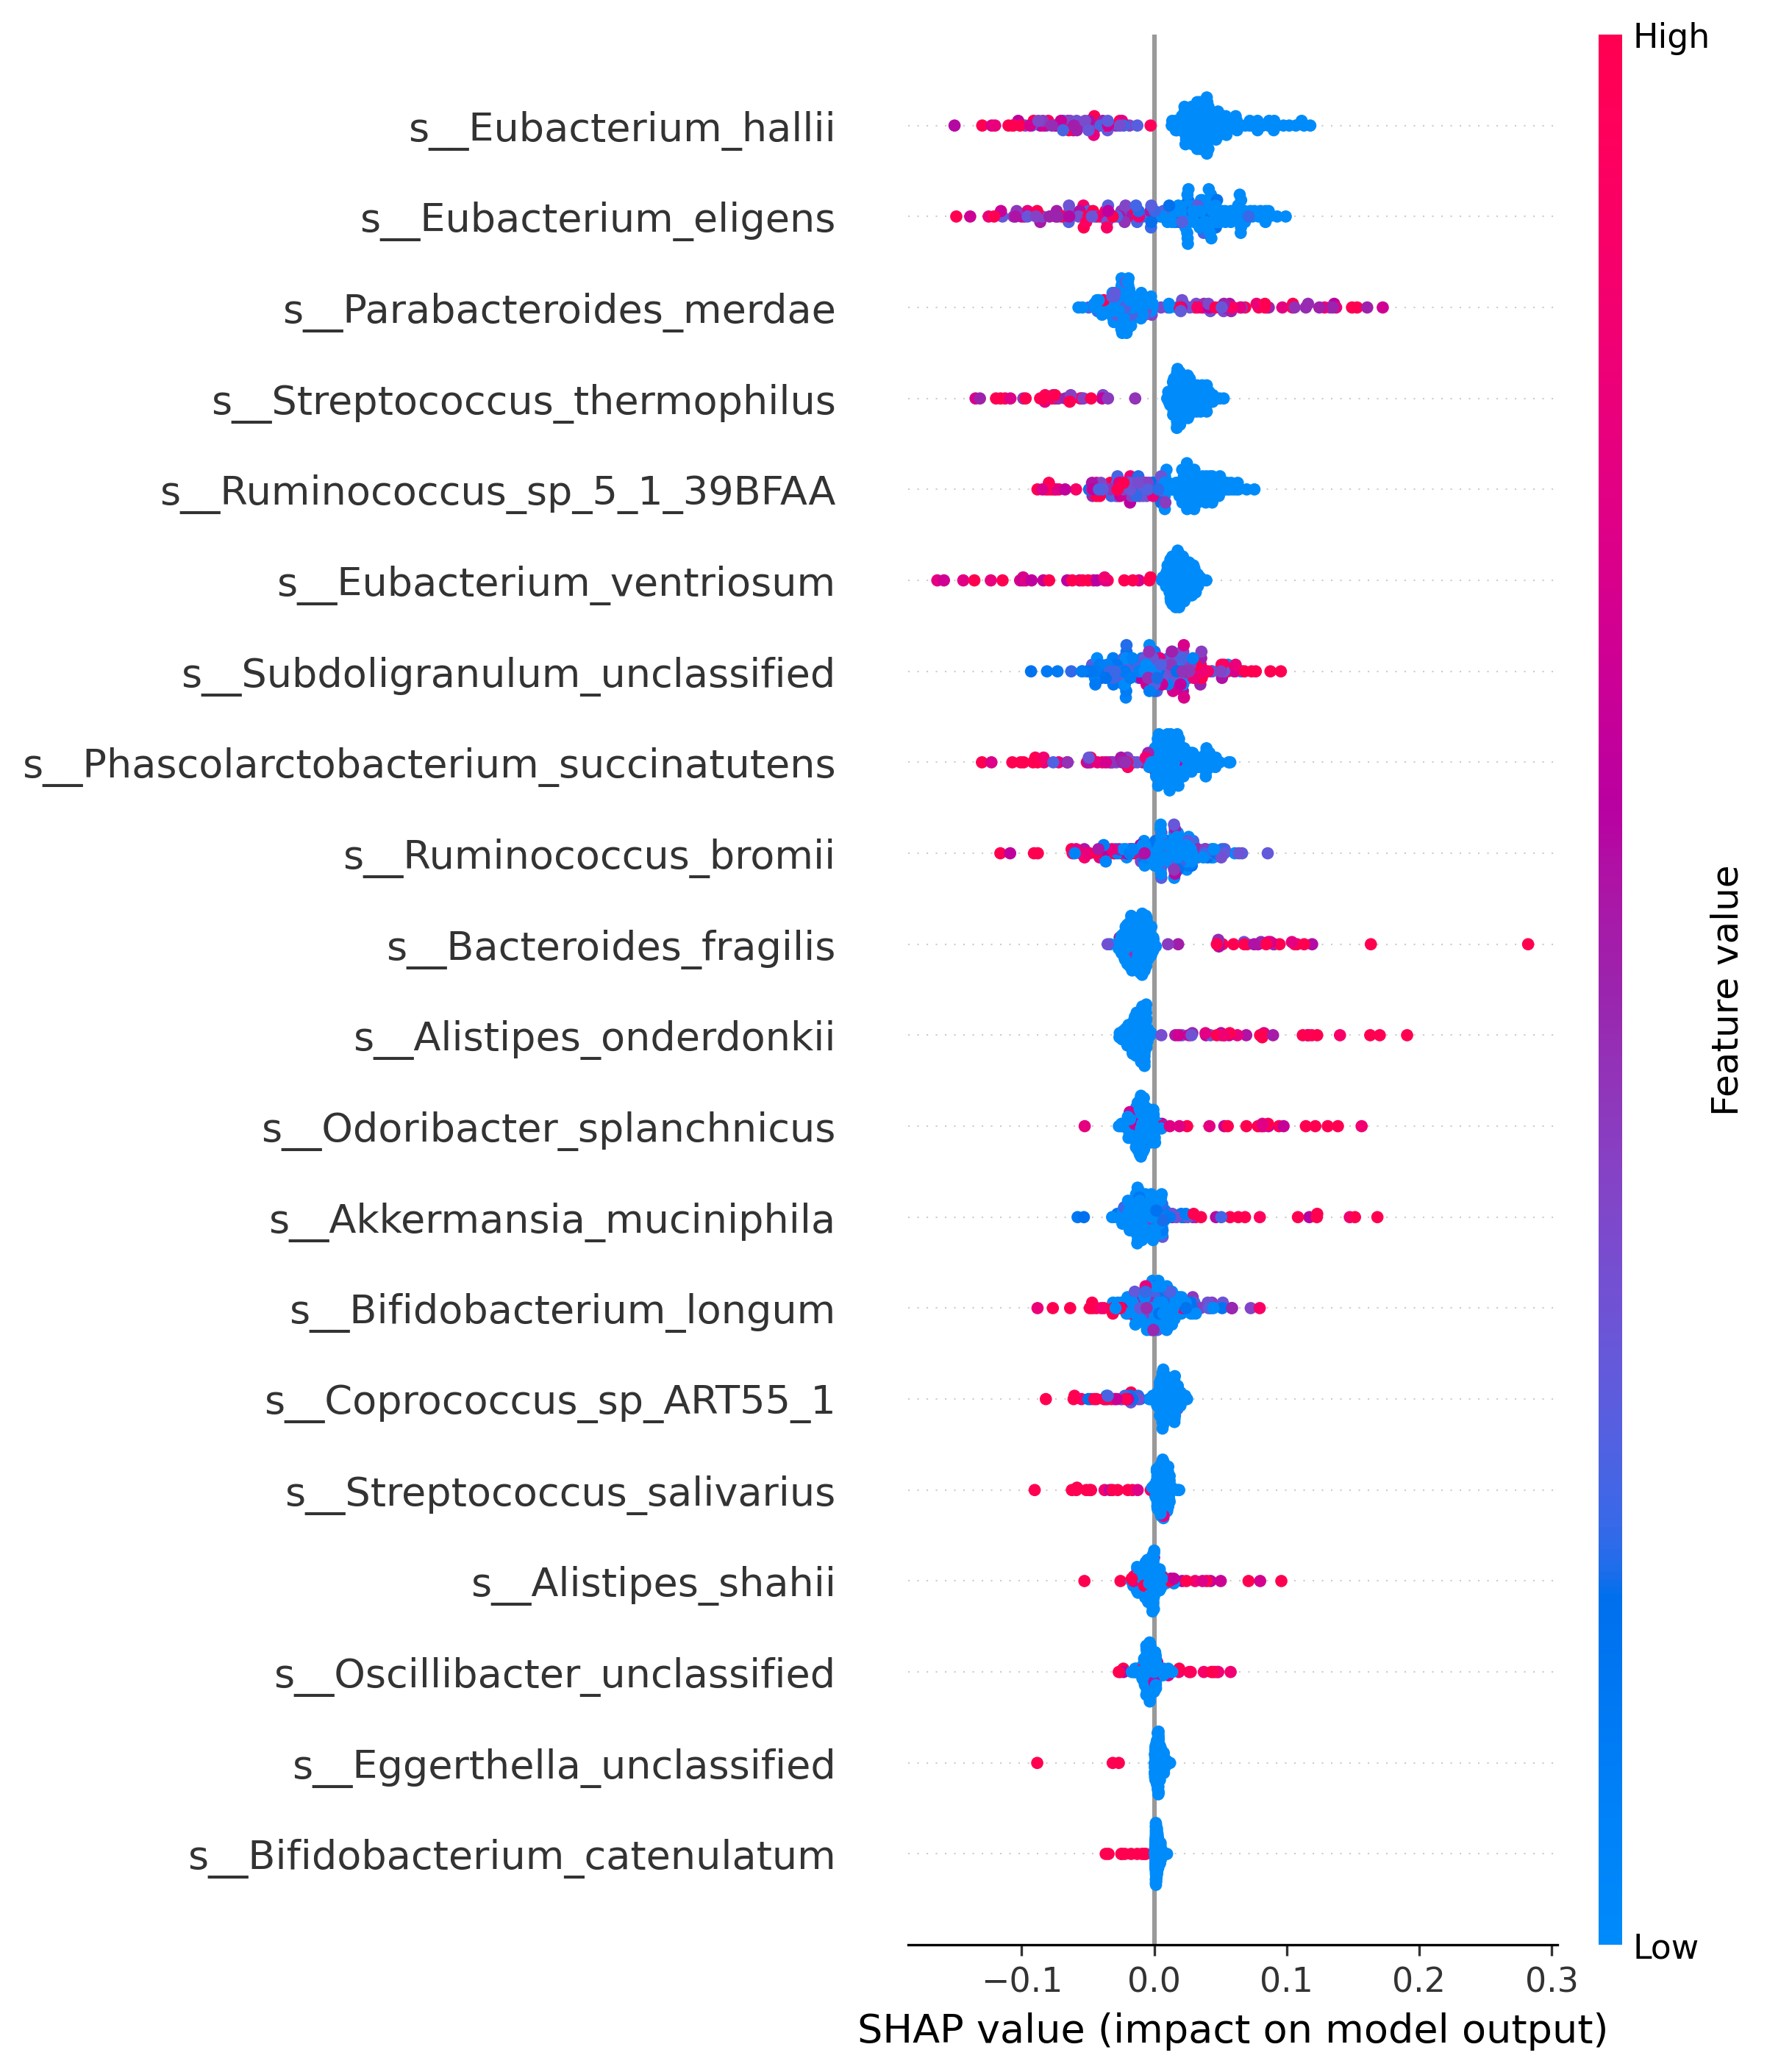 High
s__Eubacterium_hallii
s__Eubacterium_eligens
s__Parabacteroides_merdae
s__Streptococcus_thermophilus
s__Ruminococcus_sp_5_1_39BFAA
s__Eubacterium_ventriosum
s__Subdoligranulum_unclassified
s__Phascolarctobacterium_succinatutens
s__Ruminococcus_bromii
s__Bacteroides_fragilis
s__Alistipes_onderdonkii
s__Odoribacter_splanchnicus
s__Akkermansia_muciniphila
s__Bifidobacterium_longum
s__Coprococcus_sp_ART55_1
s__Streptococcus_salivarius
s__Alistipes_shahii
s__Oscillibacter_unclassified
s__Eggerthella_unclassified
s__Bifidobacterium_catenulatum
Feature value
Low
−0.1 0.0 0.1 0.2 0.3
SHAP value (impact on model output)